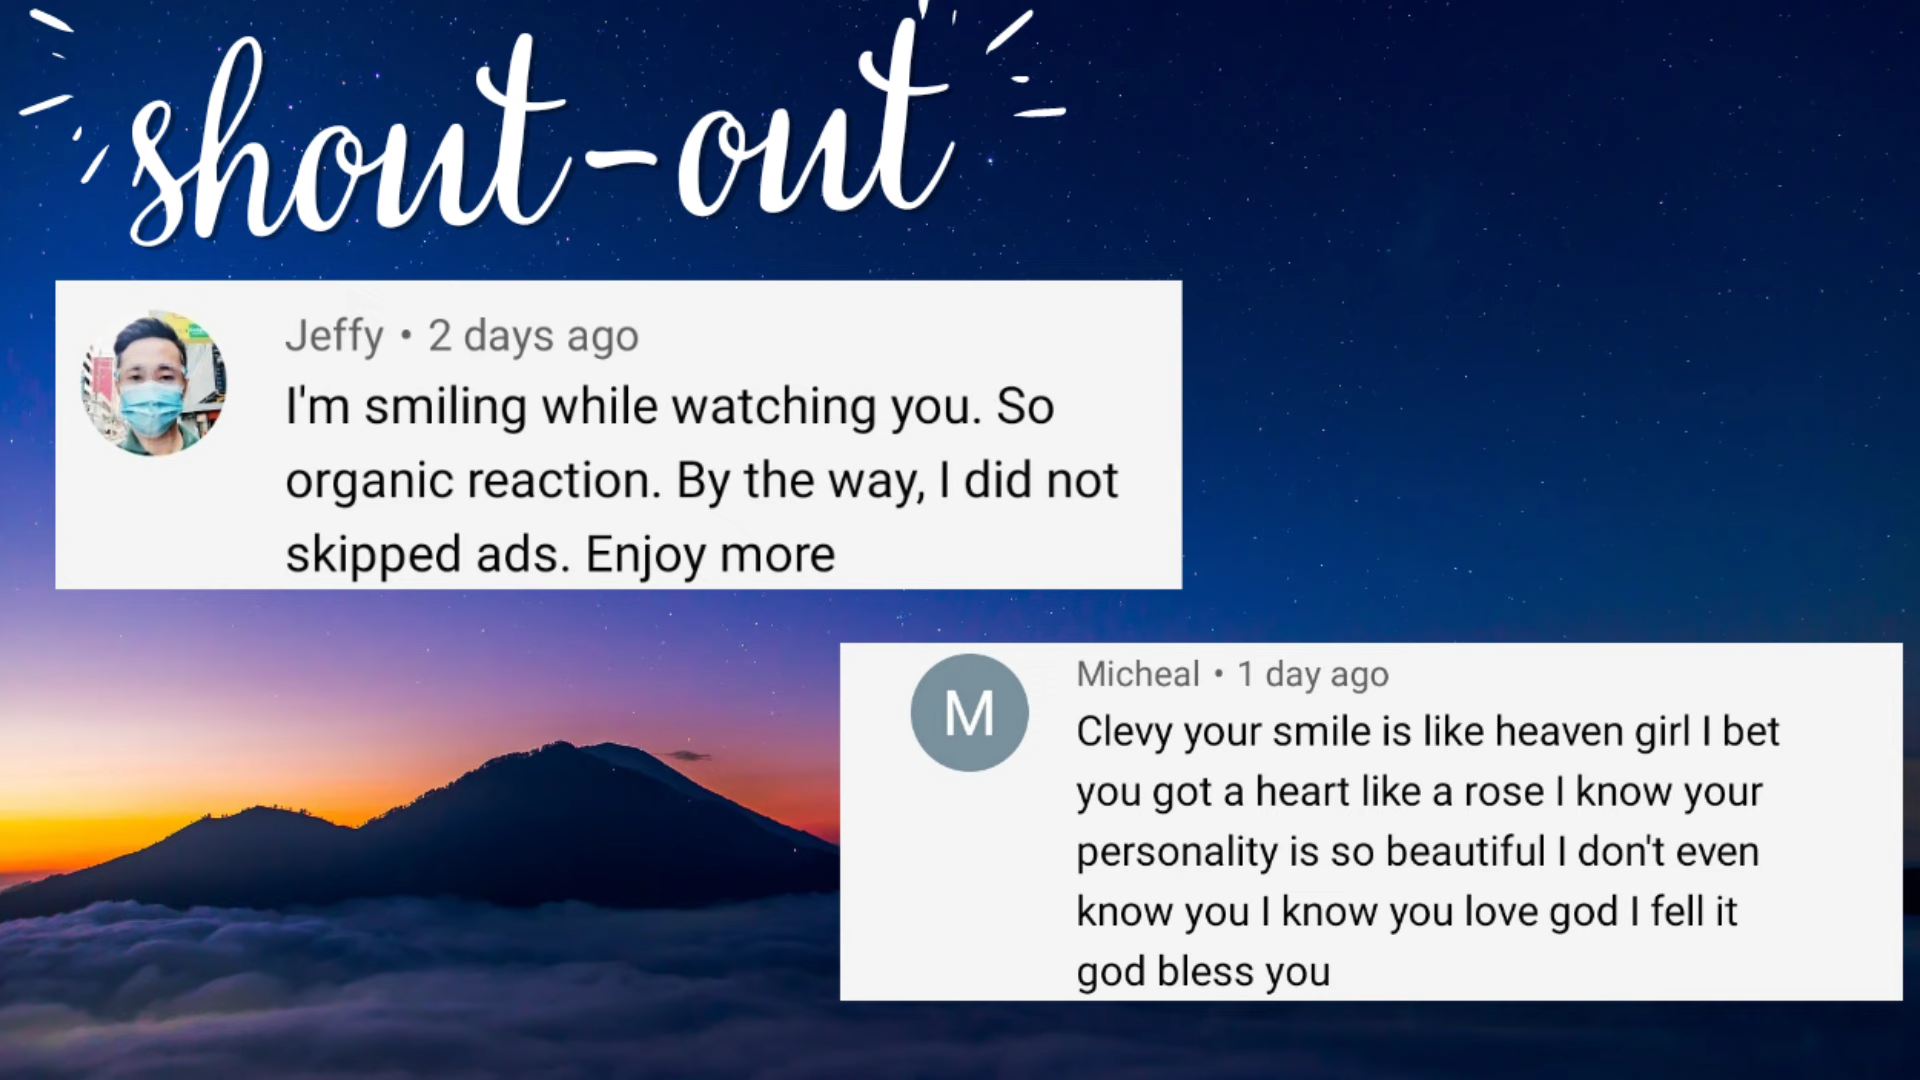 shout-out
Jeffy • 2 days ago
I'm smiling while watching you. So
organic reaction. By the way, I did not
skipped ads. Enjoy more
M
Micheal • 1 day ago
Clevy your smile is like heaven girl I bet
you got a heart like a rose I know your
personality is so beautiful I don't even
know you I know you love god I fell it
god bless you